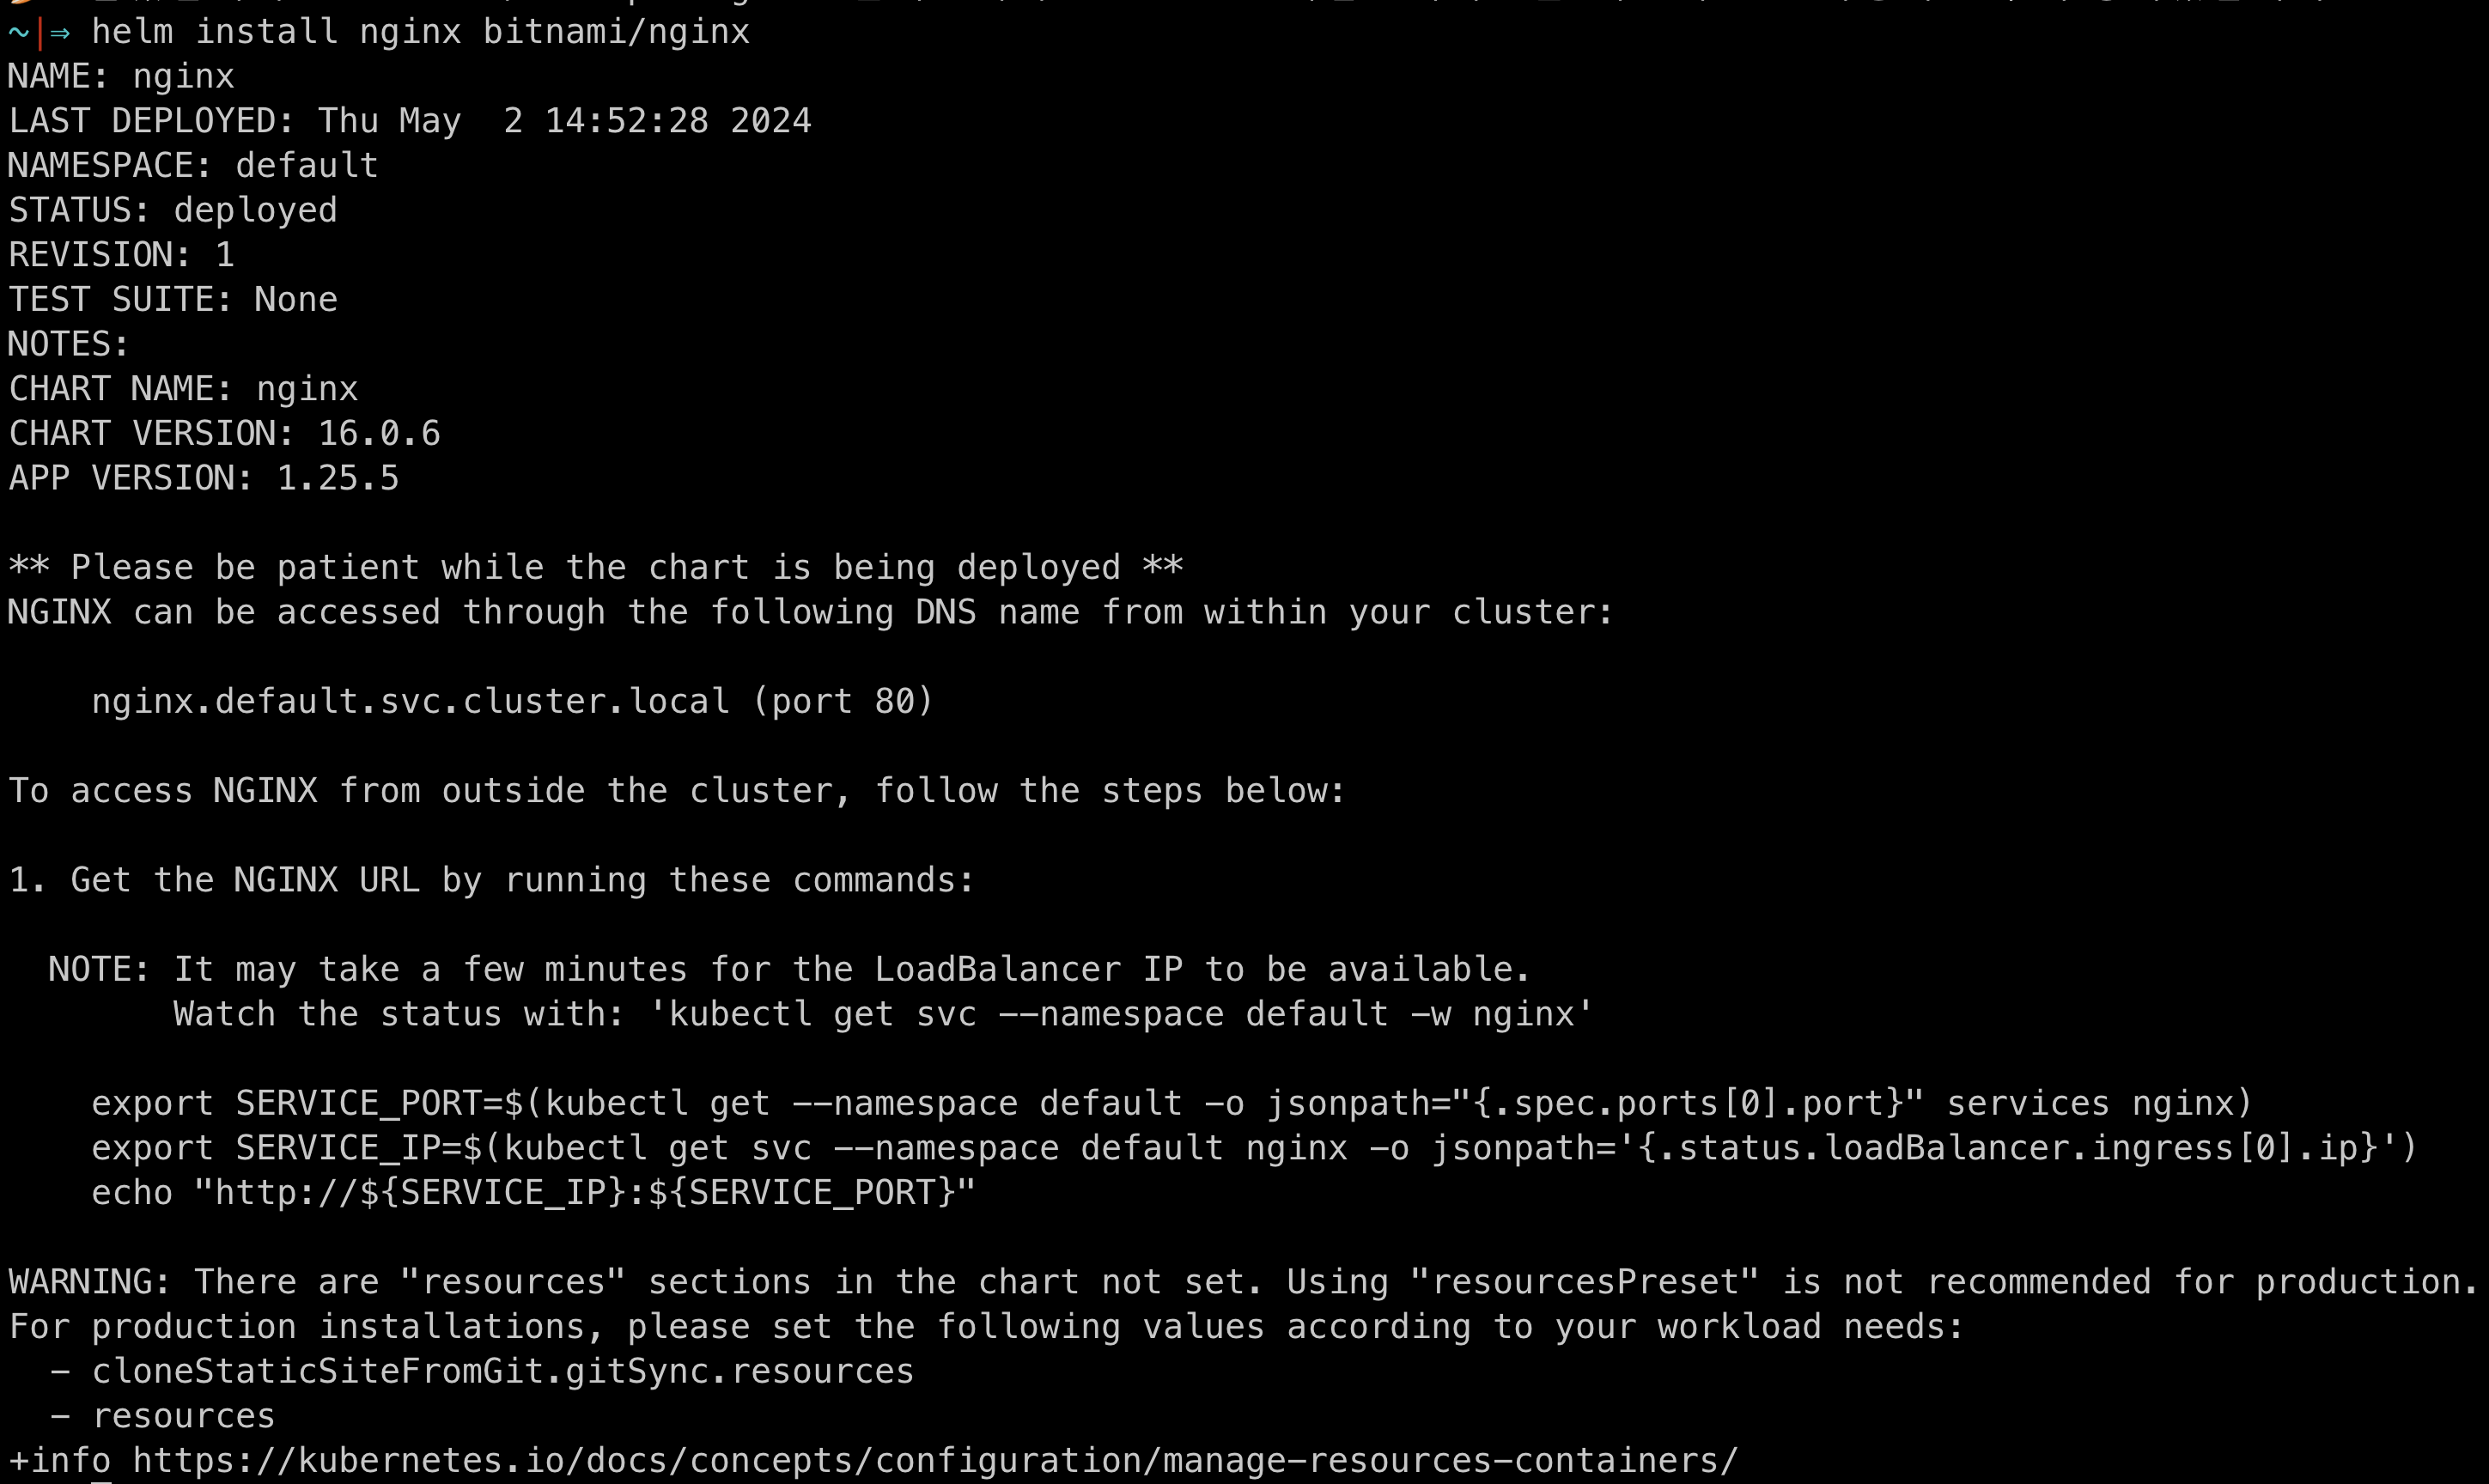 ~|⇒ helm install nginx bitnami/nginx
NAME: nginx
LAST DEPLOYED: Thu May  2 14:52:28 2024
NAMESPACE: default
STATUS: deployed
REVISION: 1
TEST SUITE: None
NOTES:
CHART NAME: nginx
CHART VERSION: 16.0.6
APP VERSION: 1.25.5

** Please be patient while the chart is being deployed **
NGINX can be accessed through the following DNS name from within your cluster:

    nginx.default.svc.cluster.local (port 80)

To access NGINX from outside the cluster, follow the steps below:

1. Get the NGINX URL by running these commands:

  NOTE: It may take a few minutes for the LoadBalancer IP to be available.
        Watch the status with: 'kubectl get svc --namespace default -w nginx'

    export SERVICE_PORT=$(kubectl get --namespace default -o jsonpath="{.spec.ports[0].port}" services nginx)
    export SERVICE_IP=$(kubectl get svc --namespace default nginx -o jsonpath='{.status.loadBalancer.ingress[0].ip}')
    echo "http://${SERVICE_IP}:${SERVICE_PORT}"

WARNING: There are "resources" sections in the chart not set. Using "resourcesPreset" is not recommended for production.
For production installations, please set the following values according to your workload needs:
  - cloneStaticSiteFromGit.gitSync.resources
  - resources
+info https://kubernetes.io/docs/concepts/configuration/manage-resources-containers/